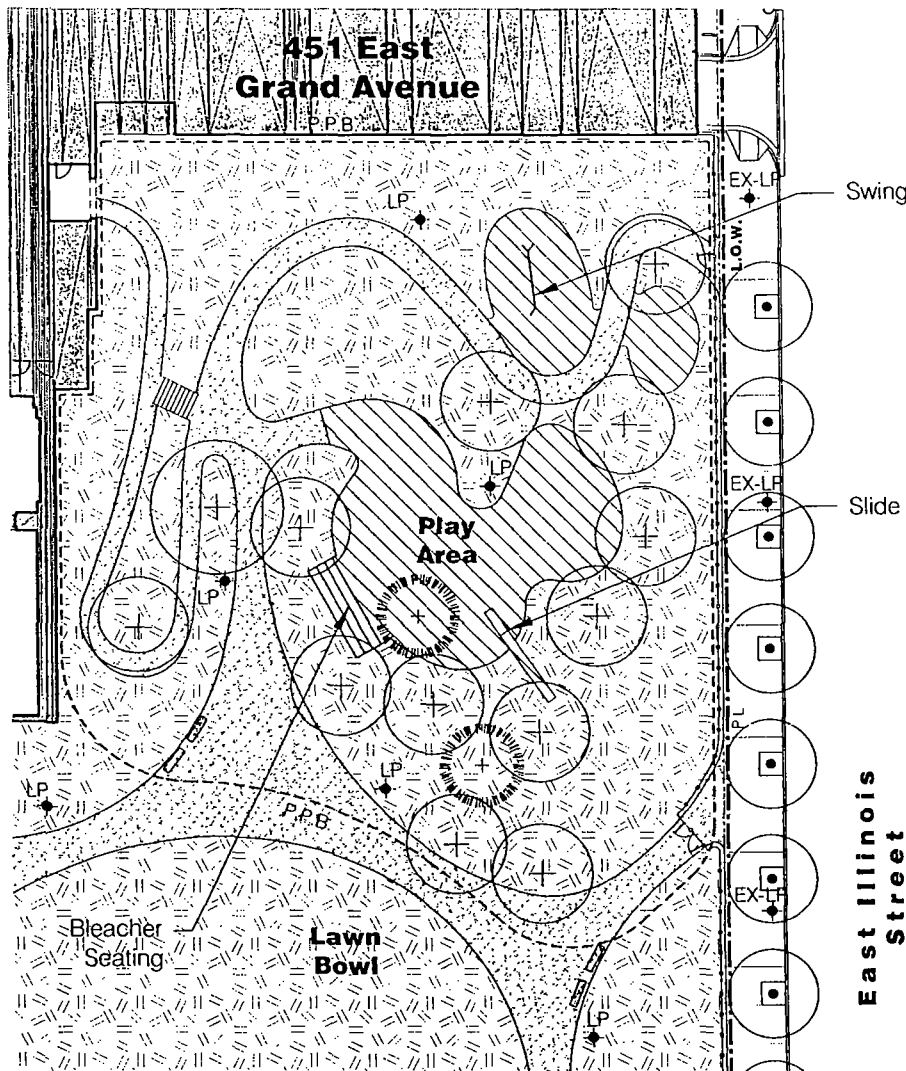 451 East
Grand Avenue
P.P.B
EX-LP
LP
Swing
L.O.W.
EX-LP
LP
Slide
Play
Area
LP
PL
LP
LP
P.P.B
EX-LP
Bleacher
Seating
Lawn
Bowl
East Illinois
Street
LP